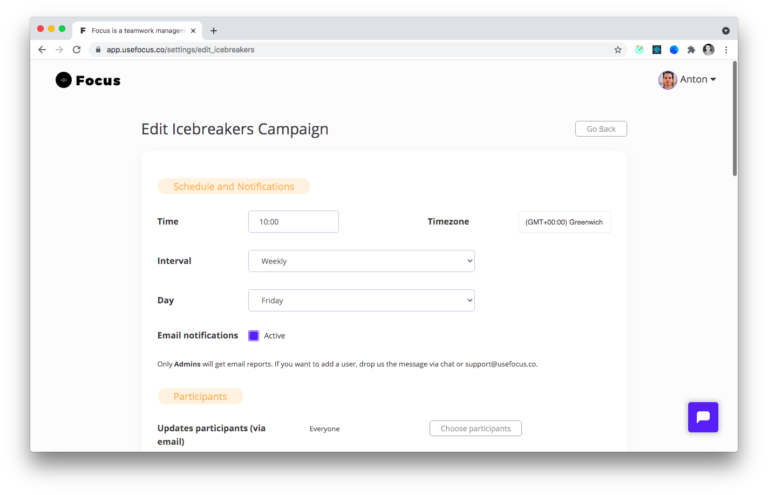 F Focus is a teamwork managem
app.usefocus.co/settings/edit_icebreakers
Focus
Anton
Edit Icebreakers Campaign
Go Back
Schedule and Notifications
Time
10:00
Timezone
(GMT+00:00) Greenwich
Interval
Weekly
Day
Friday
Email notifications
Active
Only Admins will get email reports. If you want to add a user, drop us the message via chat or support@usefocus.co.
Participants
Updates participants (via
email)
Everyone
Choose participants